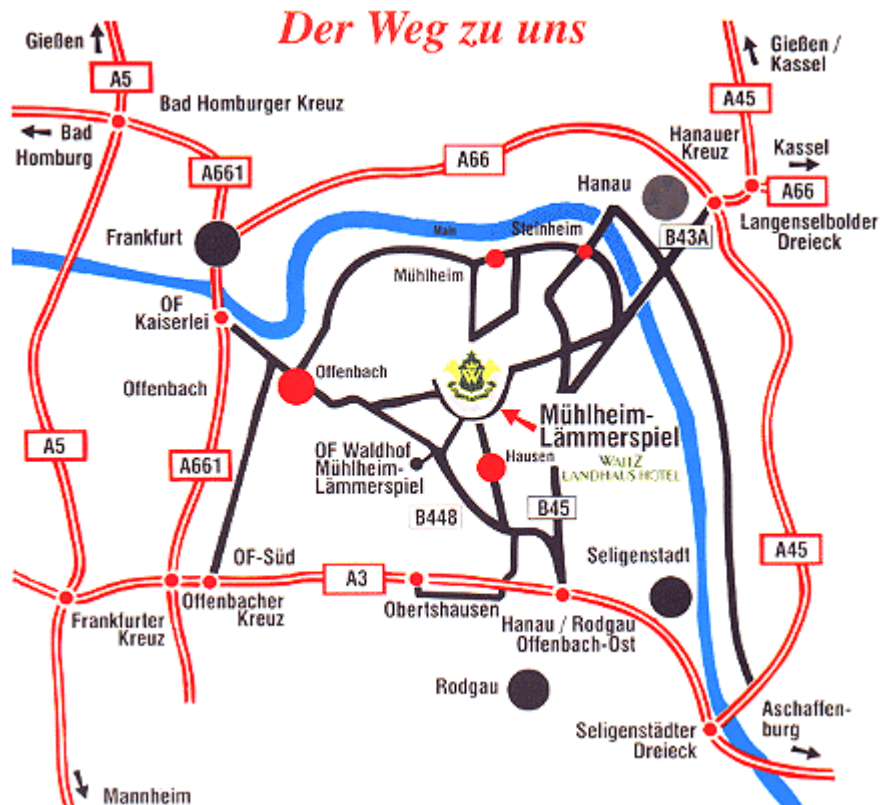 Der Weg zu uns
Gießen
A5
Bad Homburger Kreuz
Bad
Homburg
A661
A66
Gießen /
Kassel
A45
Hanauer
Kreuz
Kassel
A66
Langenselbolder
Dreieck
Hanau
B43A
Frankfurt
Main
Steinheim
Mühlheim
OF
Kaiserlei
Offenbach
Offenbach
W
Mühlheim-
Lämmerspiel
WAITZ
LANDHAUS HOTEL
OF Waldhof
Mühlheim-
Lämmerspiel
Hausen
A5
A661
B448
B45
A45
OF-Süd
A3
Seligenstadt
Frankfurter
Kreuz
Offenbacher
Kreuz
Obertshausen
Hanau / Rodgau
Offenbach-Ost
Rodgau
Seligenstädter
Dreieck
Aschaffen-
burg
Mannheim